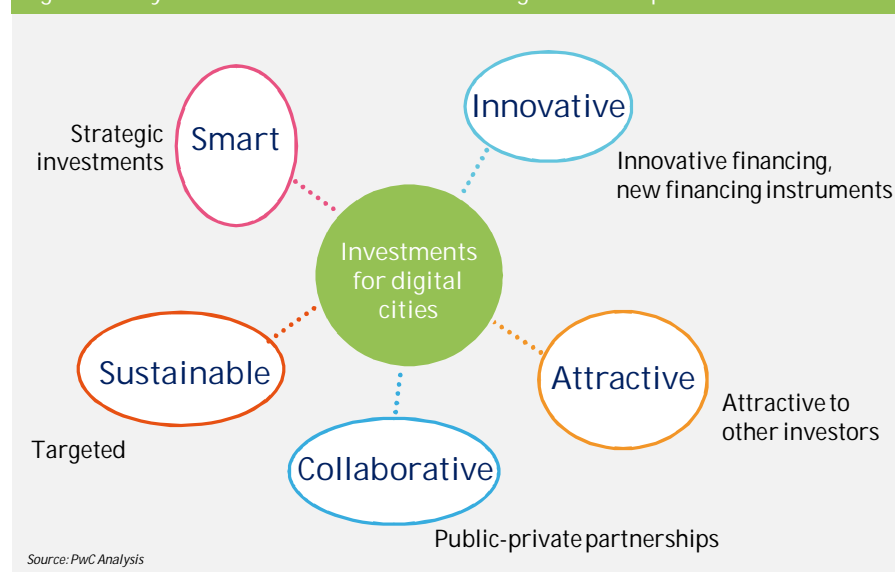 Smart
Strategic
investments
Innovative
Innovative financing,
new financing instruments
Investments
for digital
cities
Sustainable
Targeted
Attractive
Attractive to
other investors
Collaborative
Public-private partnerships
Source: PwC Analysis